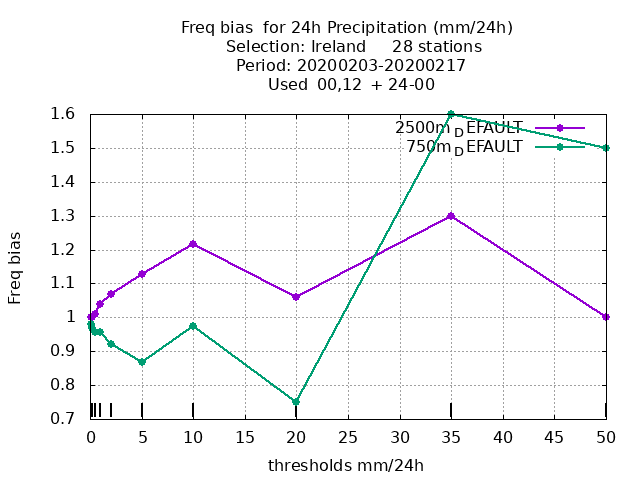 Freq bias  for 24h Precipitation (mm/24h)
Selection: Ireland     28 stations
Period: 20200203-20200217
Used  00,12  + 24-00
1.6
2500m_DEFAULT
750m_DEFAULT
1.5
1.4
1.3
1.2
1.1
1
0.9
0.8
0.7
Freq bias
0 5 10 15 20 25 30 35 40 45 50
thresholds mm/24h